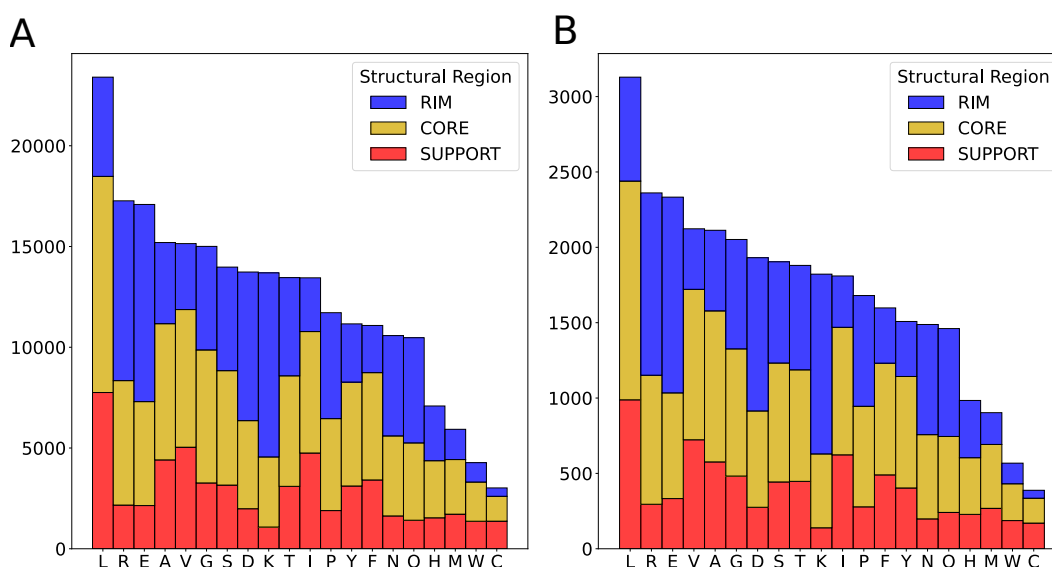 A
B
Structural Region
RIM
CORE
SUPPORT
20000
15000
10000
5000
0
L R E A V G S D K T I P Y F N Q H M W C
Structural Region
RIM
CORE
SUPPORT
3000
2500
2000
1500
1000
500
0
L R E V A G D S T K I P F Y N Q H M W C